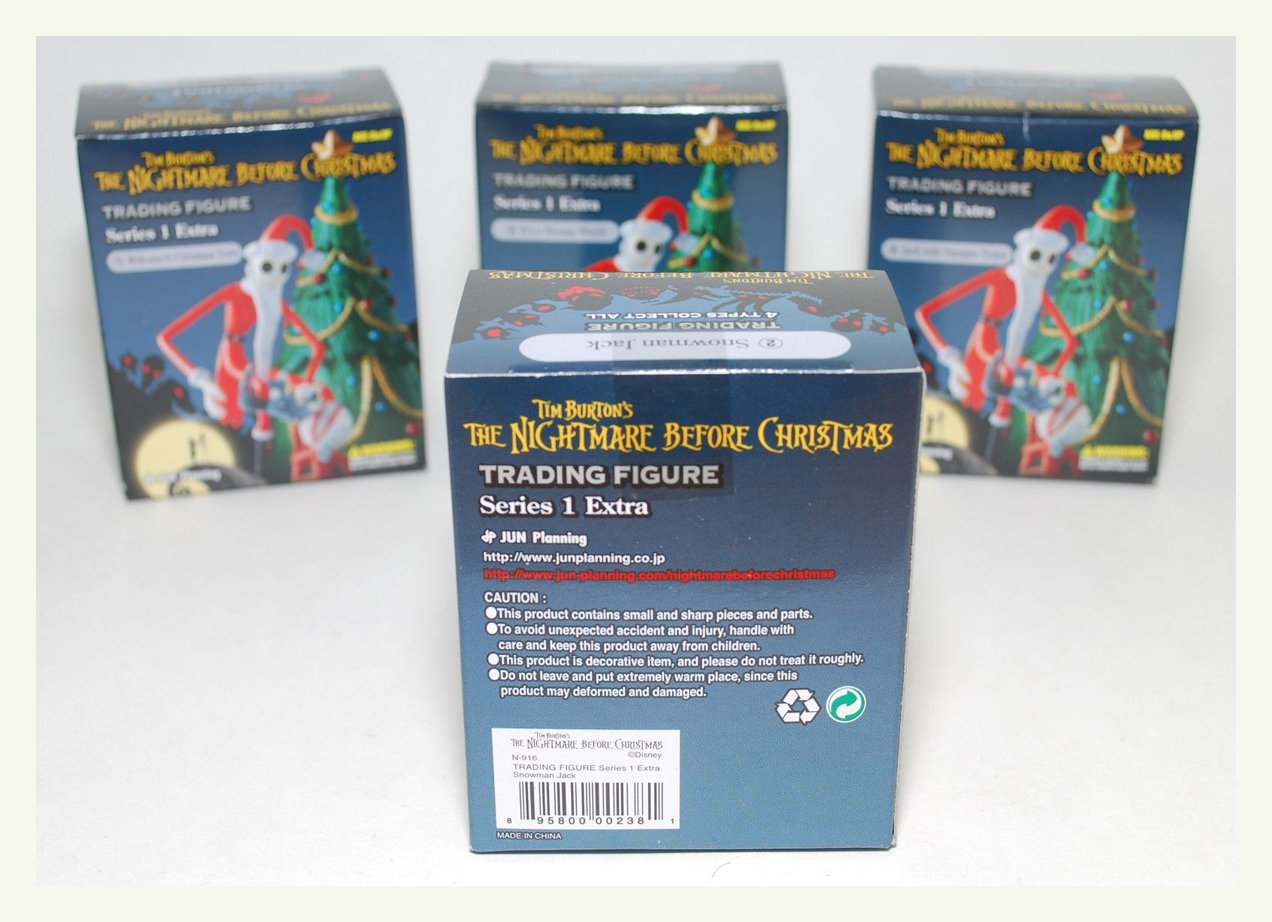 TIM BURTON'S
THE NIGHTMARE BEFORE CHRISTMAS
TRADING FIGURE
Series 1 Extra
TIM BURTON'S
THE NIGHTMARE BEFORE CHRISTMAS
TRADING FIGURE
Series 1 Extra
TIM BURTON'S
THE NIGHTMARE BEFORE CHRISTMAS
TRADING FIGURE
Series 1 Extra
WARNING
WARNING
② Snowman Jack
TRADING FIGURE
4 TYPES COLLECT ALL
TIM BURTON'S
THE NIGHTMARE BEFORE CHRISTMAS
TIM BURTON'S
THE NIGHTMARE BEFORE CHRISTMAS
TRADING FIGURE
Series 1 Extra
JUN Planning
http://www.junplanning.co.jp
http://www.jun-planning.com/nightmarebeforechristmas
CAUTION :
●This product contains small and sharp pieces and parts.
●To avoid unexpected accident and injury, handle with
care and keep this product away from children.
●This product is decorative item, and please do not treat it roughly.
●Do not leave and put extremely warm place, since this
product may deformed and damaged.
TIM BURTON'S
THE NIGHTMARE BEFORE CHRISTMAS
©Disney
N-916
TRADING FIGURE Series 1 Extra
Snowman Jack
8 95800 00238 1
MADE IN CHINA